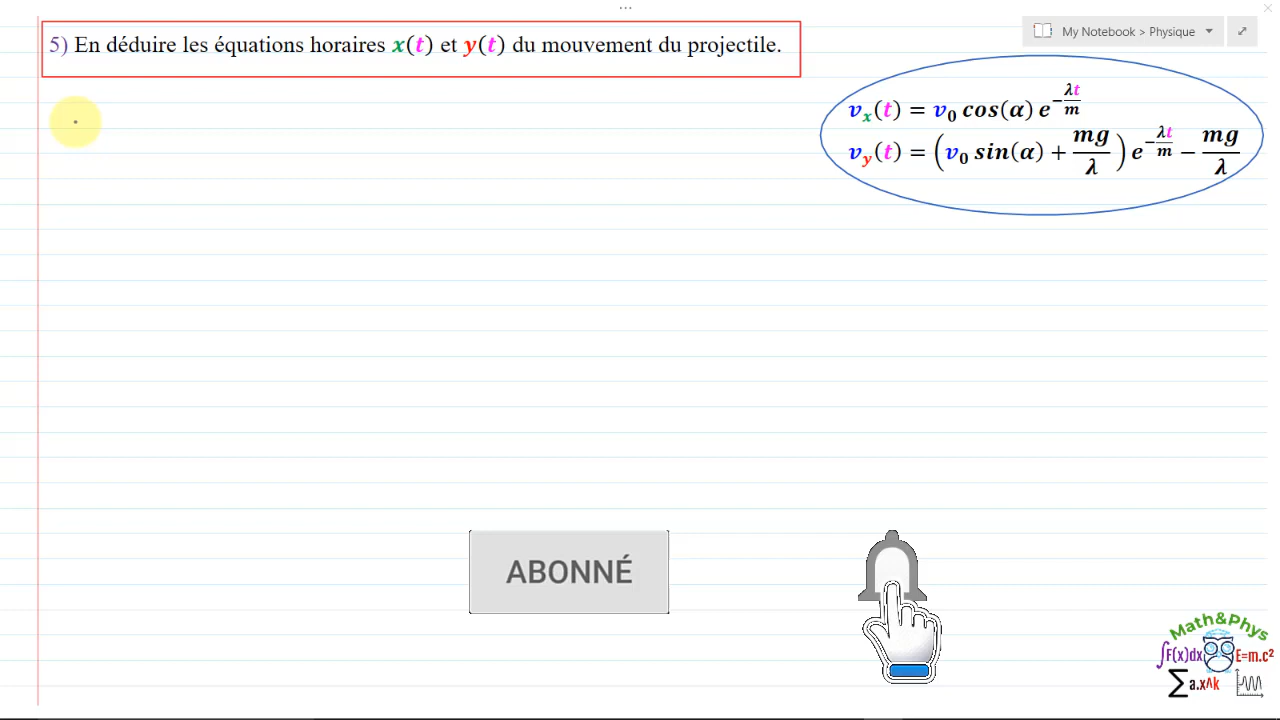 ...
My Notebook > Physique
5) En déduire les équations horaires x(t) et y(t) du mouvement du projectile.
v_x(t) = v_0 cos(α) e^{-λt/m}
v_y(t) = (v_0 sin(α) + mg/λ) e^{-λt/m} - mg/λ
ABONNÉ
Math&Phys
∫F(x)dx E=m.c²
∑ a.x^k